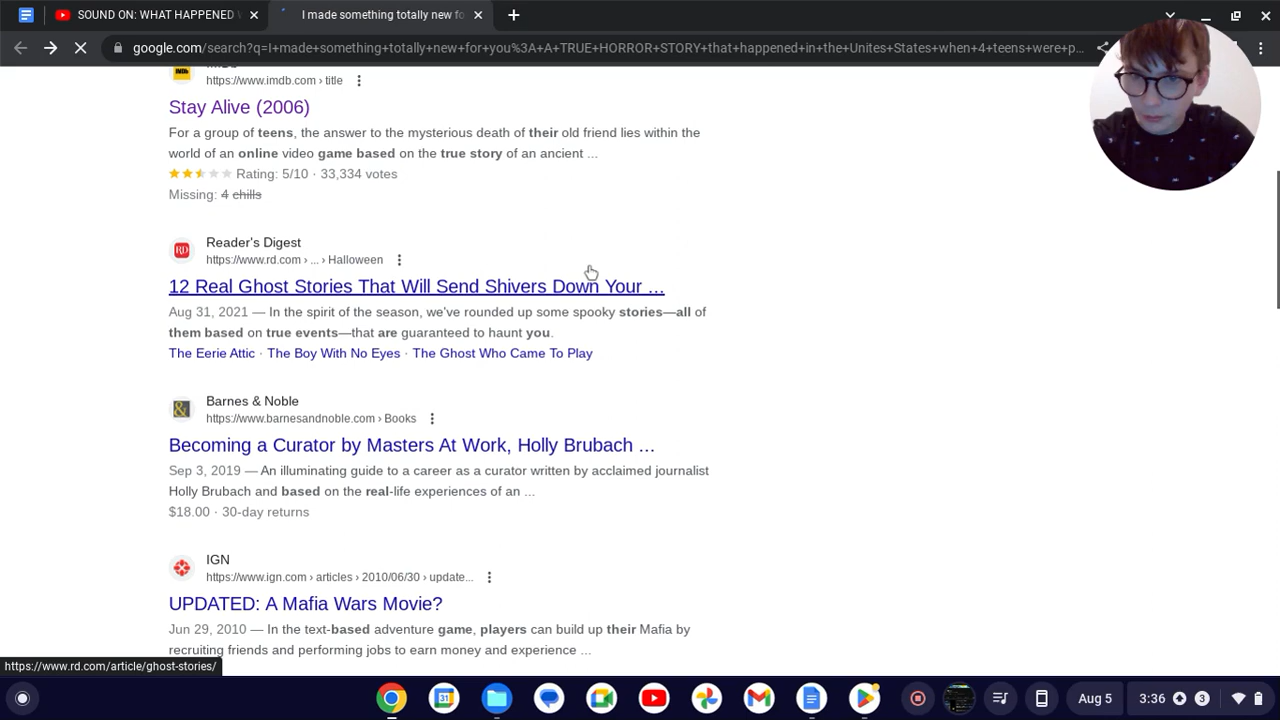 SOUND ON: WHAT HAPPENED
I made something totally new fo
google.com/search?q=I+made+something+totally+new+for+you%3A+A+TRUE+HORROR+STORY+that+happened+in+the+Unites+States+when+4+teens+were+p...
https://www.imdb.com › title
Stay Alive (2006)
For a group of teens, the answer to the mysterious death of their old friend lies within the
world of an online video game based on the true story of an ancient ...
Rating: 5/10 · 33,334 votes
Missing: 4 chills
Reader's Digest
https://www.rd.com › ... › Halloween
12 Real Ghost Stories That Will Send Shivers Down Your ...
Aug 31, 2021 — In the spirit of the season, we've rounded up some spooky stories—all of
them based on true events—that are guaranteed to haunt you.
The Eerie Attic · The Boy With No Eyes · The Ghost Who Came To Play
Barnes & Noble
https://www.barnesandnoble.com › Books
Becoming a Curator by Masters At Work, Holly Brubach ...
Sep 3, 2019 — An illuminating guide to a career as a curator written by acclaimed journalist
Holly Brubach and based on the real-life experiences of an ...
$18.00 · 30-day returns
IGN
https://www.ign.com › articles › 2010/06/30 › update...
UPDATED: A Mafia Wars Movie?
Jun 29, 2010 — In the text-based adventure game, players can build up their Mafia by
recruiting friends and performing jobs to earn money and experience ...
https://www.rd.com/article/ghost-stories/
Aug 5
3:36
3